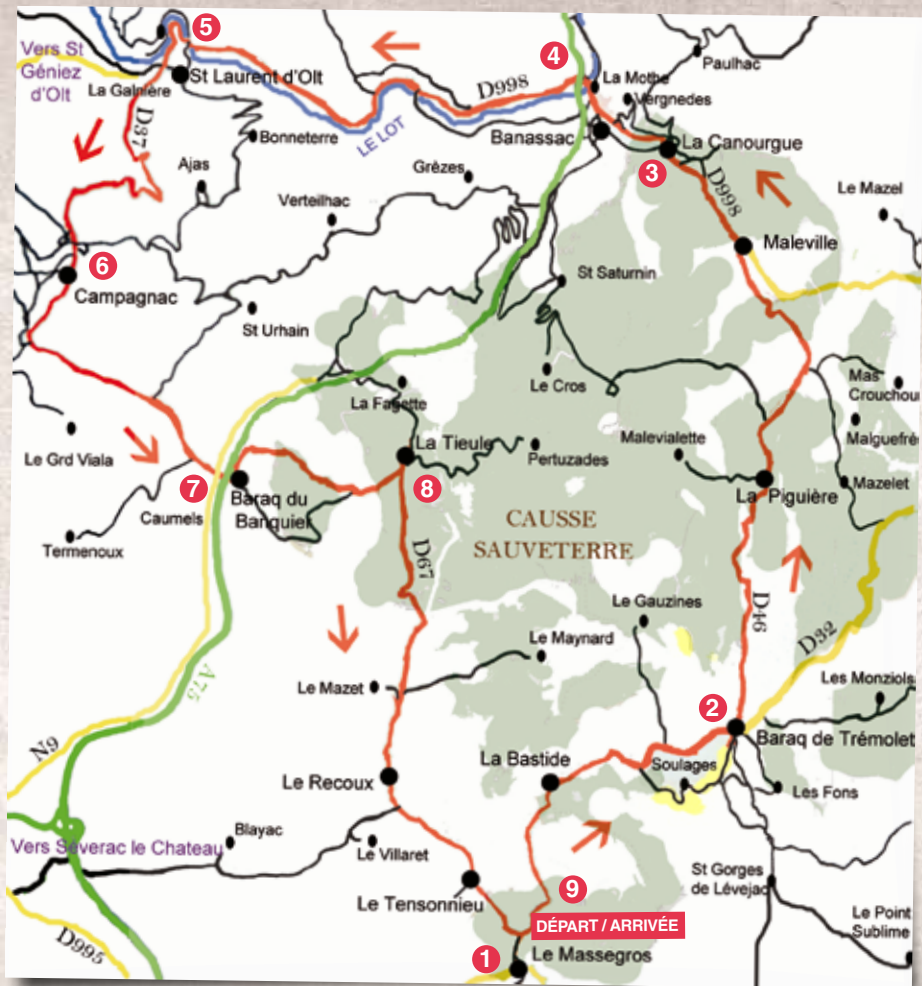 5
Vers St
Géniez
d'Olt
St Laurent d'Olt
La Galnière
D37
Bonneterre
Ajas
LE LOT
D998
4
La Mothe
Paulhac
Vergnedes
Banassac
La Canourgue
3
D998
Grèzes
Verteilhac
Le Mazel
Maleville
6
Campagnac
St Saturnin
St Urhain
Le Cros
La Fagette
Mas
Crouchou
Malguefré
Malevialette
Le Grd Viala
La Tieule
Pertuzades
8
7
Baraq du
Banquier
Caumels
Termenoux
La Piguière
Mazelet
CAUSSE
SAUVETERRE
D67
Le Gauzines
D46
D32
Le Maynard
Le Mazet
A75
N9
Les Monziols
2
Baraq de Trémolet
La Bastide
Soulages
Les Fons
Le Recoux
Blayac
Vers Séverac le Chateau
Le Villaret
St Gorges
de Lévejac
Le Tensonnieu
9
DÉPART / ARRIVÉE
Le Point
Sublime
D995
1
Le Massegros